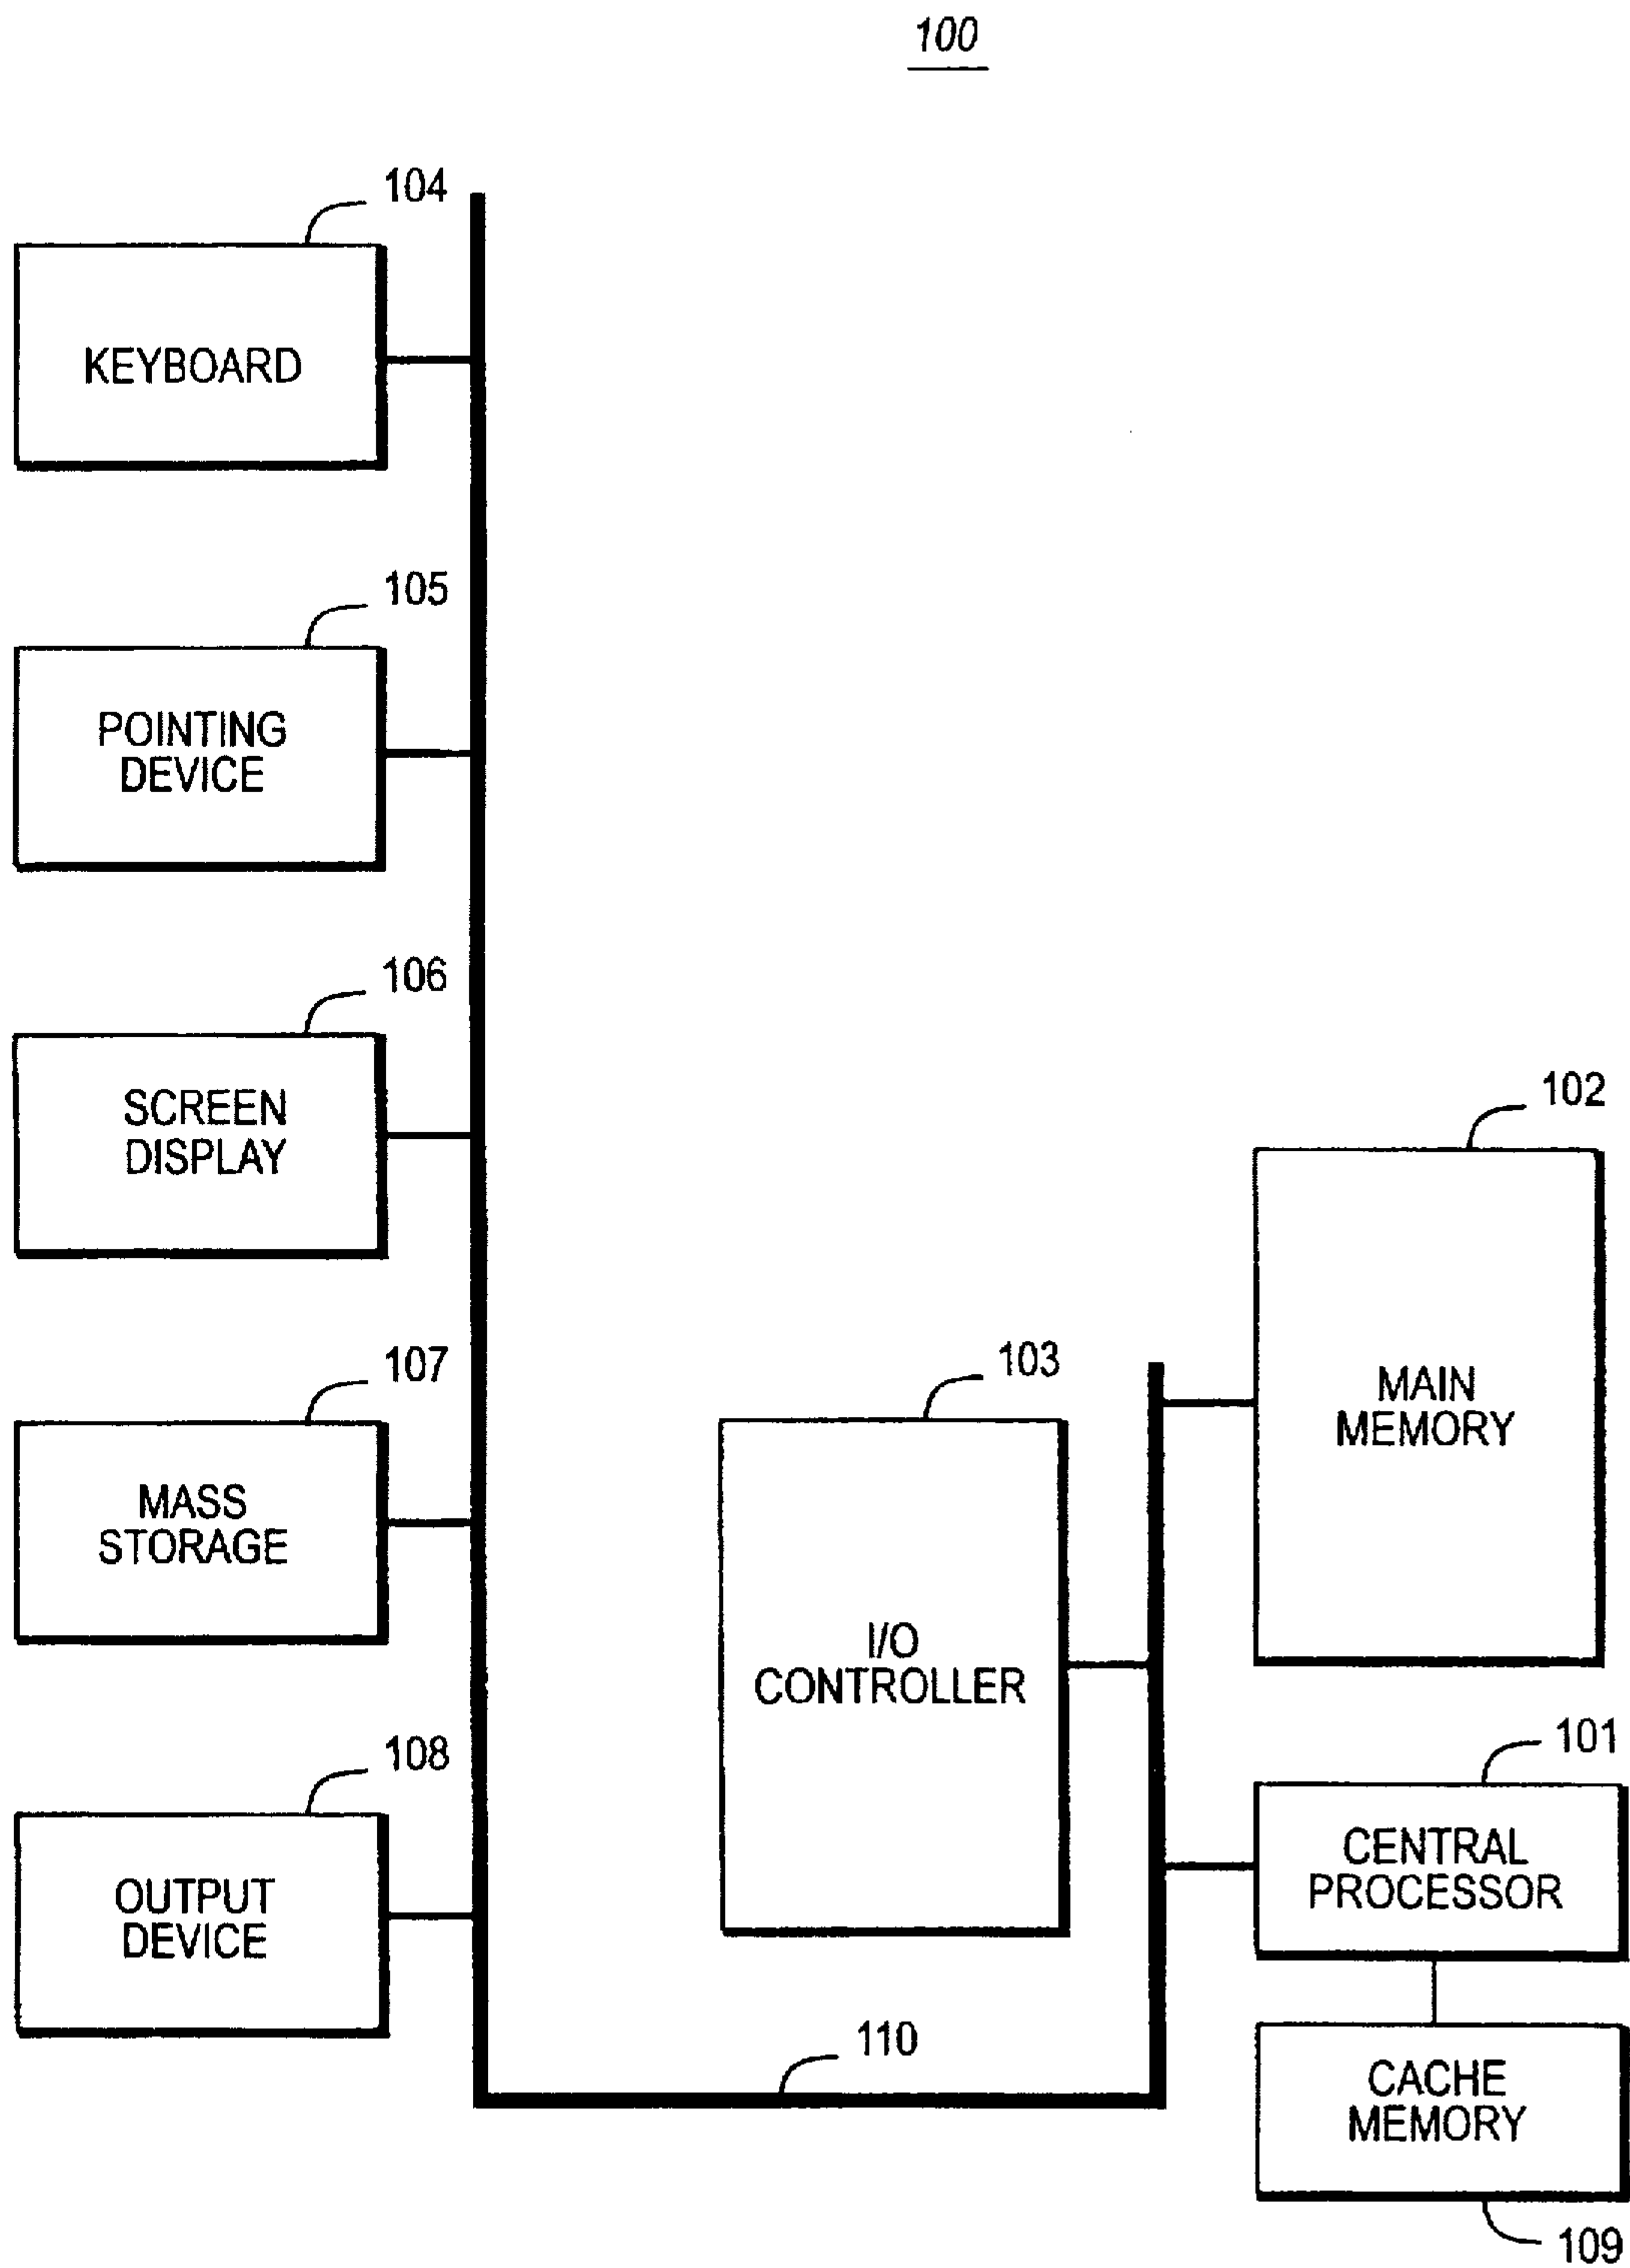 100
104
KEYBOARD
105
POINTING
DEVICE
106
SCREEN
DISPLAY
107
MASS
STORAGE
108
OUTPUT
DEVICE
103
I/O
CONTROLLER
110
102
MAIN
MEMORY
101
CENTRAL
PROCESSOR
CACHE
MEMORY
109